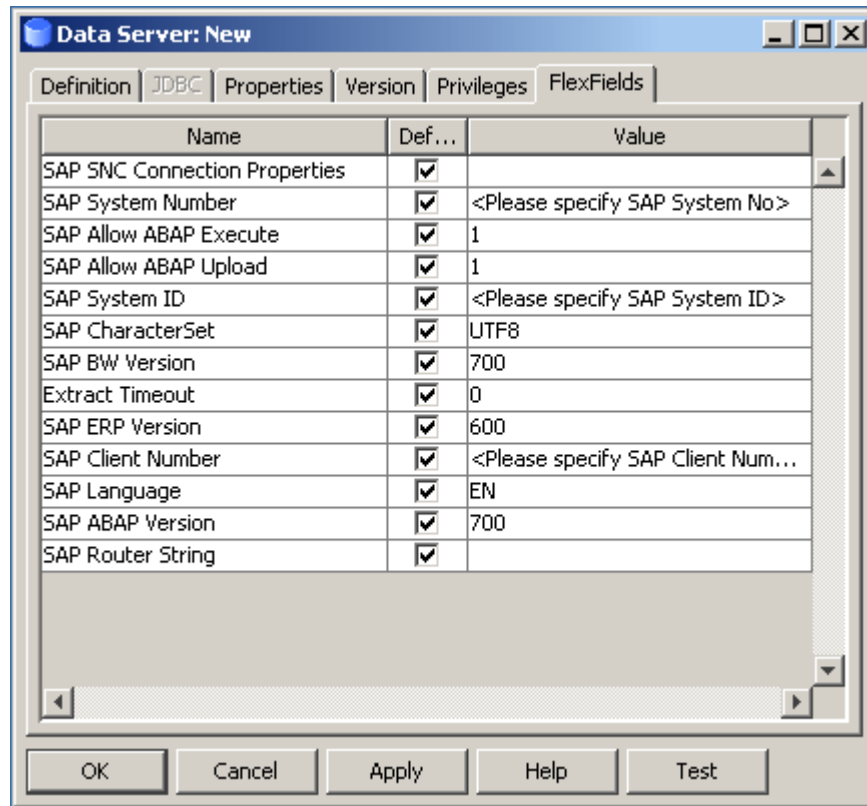 Data Server: New
Definition JDBC Properties Version Privileges FlexFields
Name Def... Value
SAP SNC Connection Properties
SAP System Number <Please specify SAP System No>
SAP Allow ABAP Execute 1
SAP Allow ABAP Upload 1
SAP System ID <Please specify SAP System ID>
SAP CharacterSet UTF8
SAP BW Version 700
Extract Timeout 0
SAP ERP Version 600
SAP Client Number <Please specify SAP Client Num...
SAP Language EN
SAP ABAP Version 700
SAP Router String
OK Cancel Apply Help Test